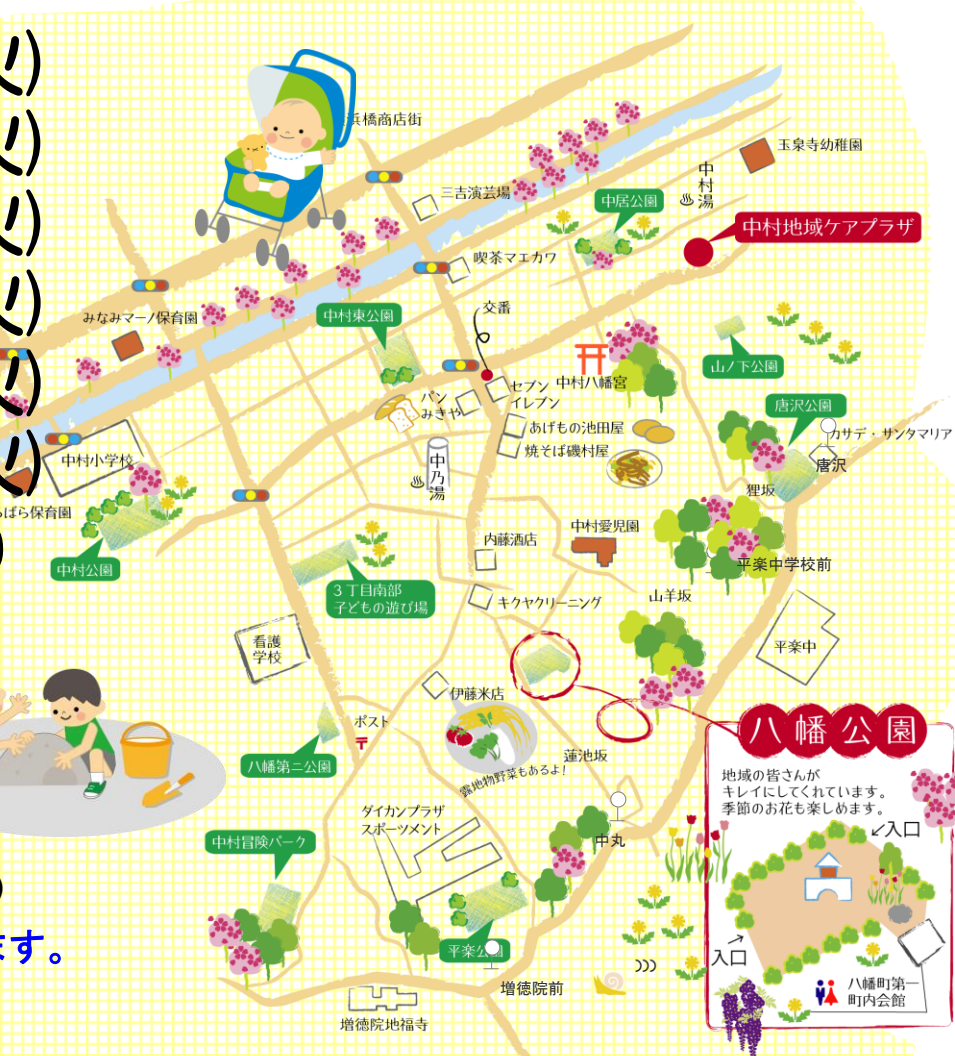 浜橋商店街
三吉演芸場
玉泉寺幼稚園
中村湯
中居公園
中村地域ケアプラザ
喫茶マエカワ
交番
みなみマーノ保育園
中村東公園
山ノ下公園
中村八幡宮
セブン
イレブン
パン
みきや
唐沢公園
カサデ・サンタマリア
唐沢
あげもの池田屋
焼そば磯村屋
中村小学校
中乃湯
狸坂
ばら保育園
中村公園
内藤酒店
中村愛児園
平楽中学校前
3丁目南部
子どもの遊び場
キクヤクリーニング
山羊坂
看護
学校
平楽中
伊藤米店
ポスト
〒
八幡第二公園
露地物野菜もあるよ!
蓮池坂
八幡公園
地域の皆さんが
キレイにしてくれています。
季節のお花も楽しめます。
↙入口
入口
八幡町第一
町内会館
ダイカンプラザ
スポーツメント
中丸
中村冒険パーク
平楽公園
ます。
増徳院前
増徳院地福寺